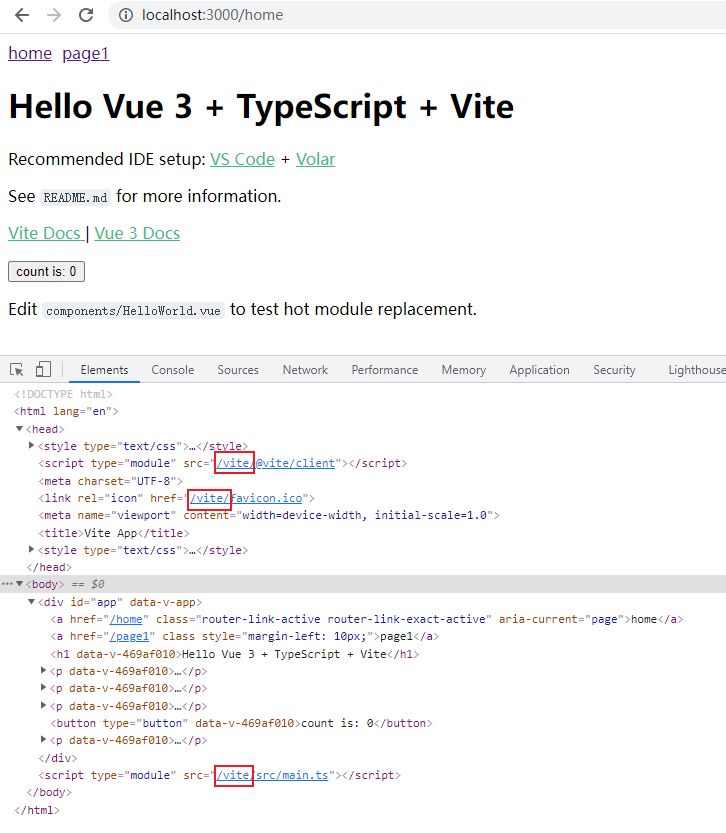 localhost:3000/home
home page1
Hello Vue 3 + TypeScript + Vite
Recommended IDE setup: VS Code + Volar
See README.md for more information.
Vite Docs | Vue 3 Docs
count is: 0
Edit components/HelloWorld.vue to test hot module replacement.
Elements Console Sources Network Performance Memory Application Security Lighthouse
<!DOCTYPE html>
<html lang="en">
<head>
<style type="text/css">…</style>
<script type="module" src="/vite/@vite/client"></script>
<meta charset="UTF-8">
<link rel="icon" href="/vite/favicon.ico">
<meta name="viewport" content="width=device-width, initial-scale=1.0">
<title>Vite App</title>
<style type="text/css">…</style>
</head>
<body> == $0
<div id="app" data-v-app>
<a href="/home" class="router-link-active router-link-exact-active" aria-current="page">home</a>
<a href="/page1" class style="margin-left: 10px;">page1</a>
<h1 data-v-469af010>Hello Vue 3 + TypeScript + Vite</h1>
<p data-v-469af010>…</p>
<p data-v-469af010>…</p>
<p data-v-469af010>…</p>
<button type="button" data-v-469af010>count is: 0</button>
<p data-v-469af010>…</p>
</div>
<script type="module" src="/vite/src/main.ts"></script>
</body>
</html>